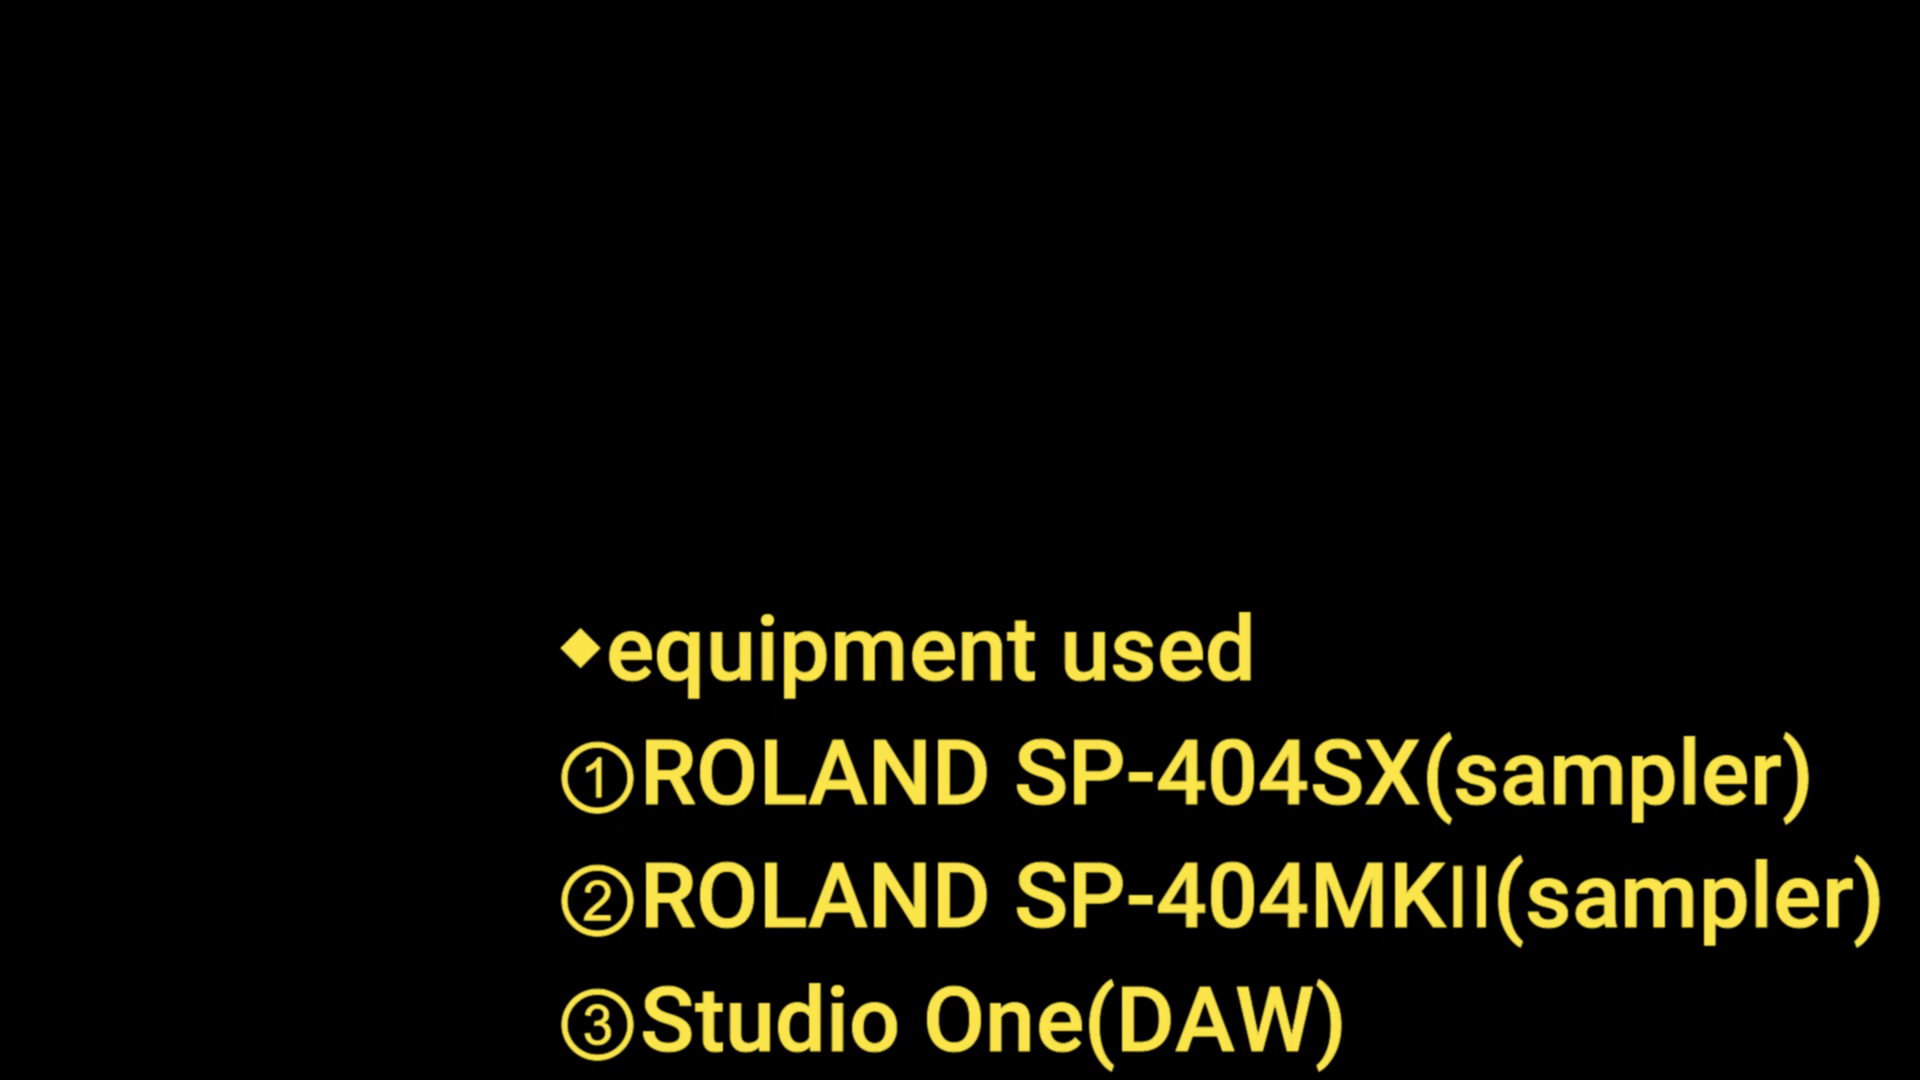 ◆equipment used
①ROLAND SP-404SX(sampler)
②ROLAND SP-404MKII(sampler)
③Studio One(DAW)